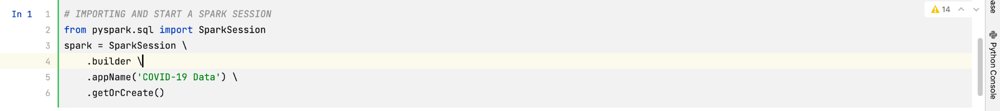 In 1 1 # IMPORTING AND START A SPARK SESSION
2 from pyspark.sql import SparkSession
3 spark = SparkSession \
4 .builder \
5 .appName('COVID-19 Data') \
6 .getOrCreate()
14
base
Python Console